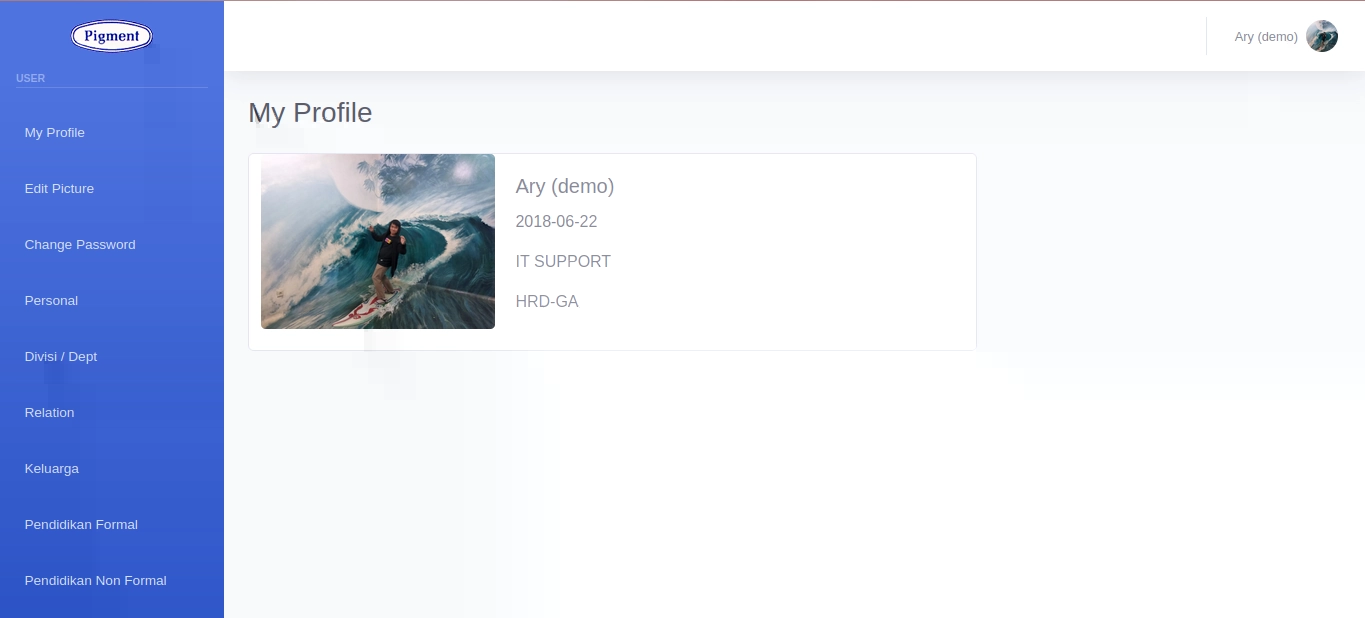 Pigment
USER
My Profile
Edit Picture
Change Password
Personal
Divisi / Dept
Relation
Keluarga
Pendidikan Formal
Pendidikan Non Formal
Ary (demo)
My Profile
Ary (demo)
2018-06-22
IT SUPPORT
HRD-GA